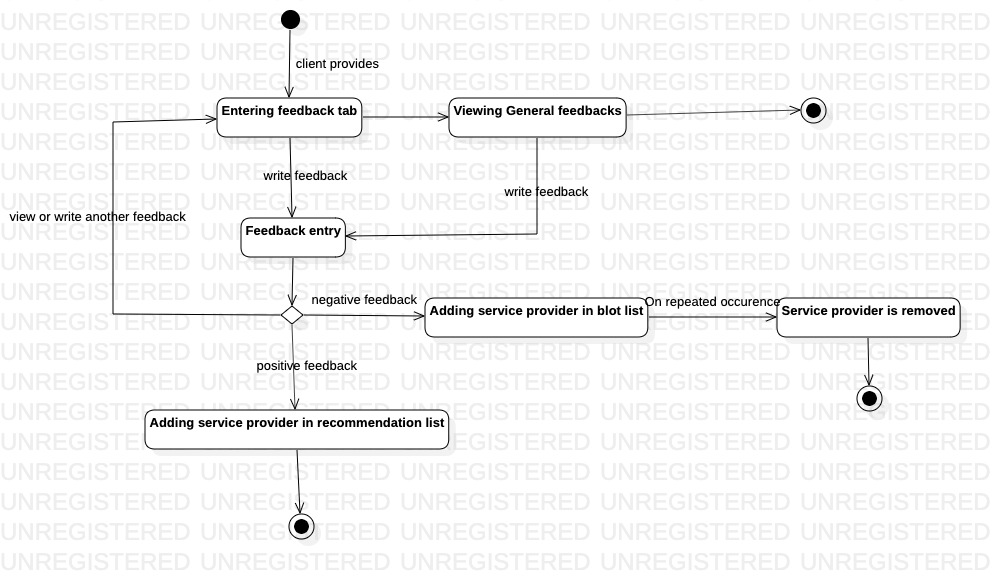 client provides
Entering feedback tab
Viewing General feedbacks
write feedback
write feedback
view or write another feedback
Feedback entry
negative feedback
Adding service provider in blot list
On repeated occurence
Service provider is removed
positive feedback
Adding service provider in recommendation list
UNREGISTERED UNREGISTERED UNREGISTERED UNREGISTERED UNREGISTERED